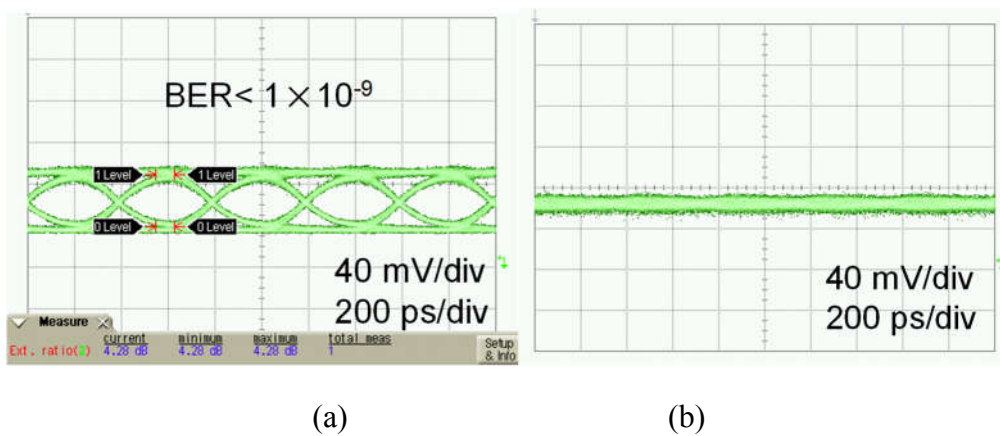 BER< 1×10-9
1 Level 1 Level
0 Level 0 Level
40 mV/div
200 ps/div
Measure
current minimum maximum total meas
Ext. ratio(3) 4.28 dB 4.28 dB 4.28 dB 1
Setup
& Info
(a)
40 mV/div
200 ps/div
(b)